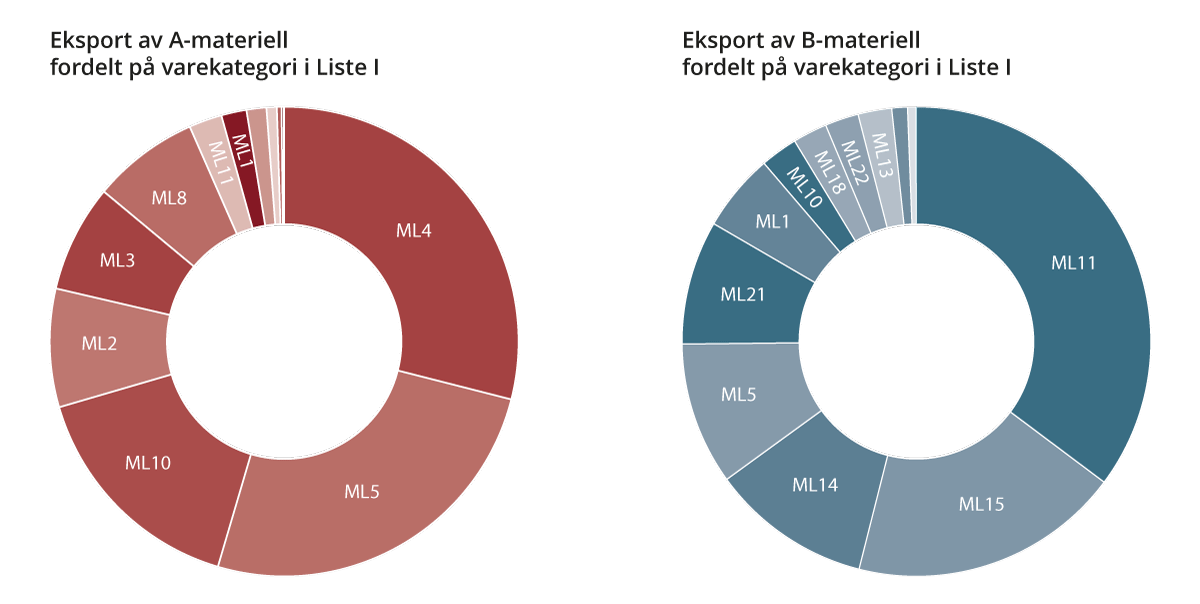 Eksport av A-materiell
fordelt på varekategori i Liste I
ML4
ML5
ML10
ML2
ML3
ML8
ML11
ML1
Eksport av B-materiell
fordelt på varekategori i Liste I
ML11
ML15
ML14
ML5
ML21
ML1
ML10
ML18
ML22
ML13